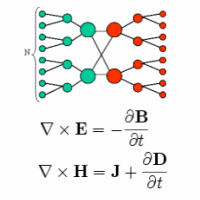 N
∇ × E = −∂B/∂t
∇ × H = J + ∂D/∂t